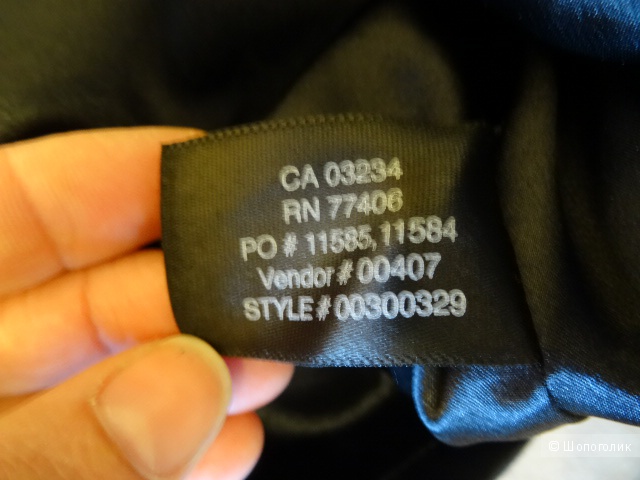 CA 03234
RN 77406
PO # 11585, 11584
Vendor # 00407
STYLE # 00300329
© Шопоголик